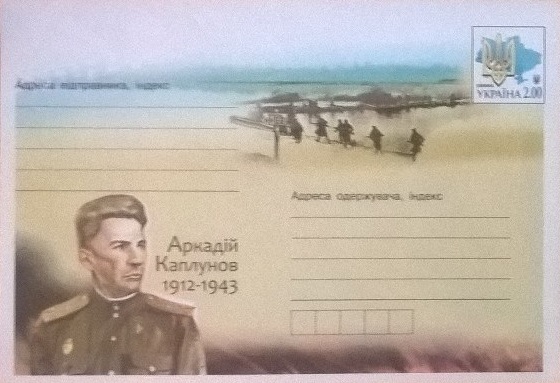 Адреса відправника, індекс
УКРАЇНА 2.00
Адреса одержувача, індекс
Аркадій
Каплунов
1912-1943